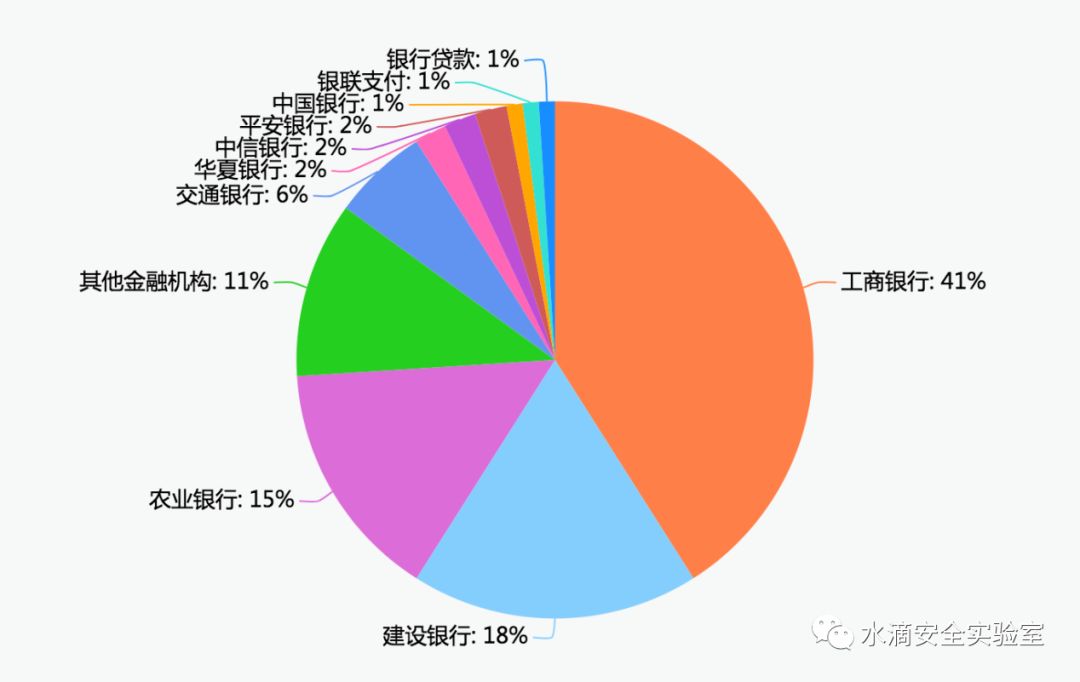 银行贷款: 1%
银联支付: 1%
中国银行: 1%
平安银行: 2%
中信银行: 2%
华夏银行: 2%
交通银行: 6%
其他金融机构: 11%
工商银行: 41%
农业银行: 15%
建设银行: 18%
水滴安全实验室